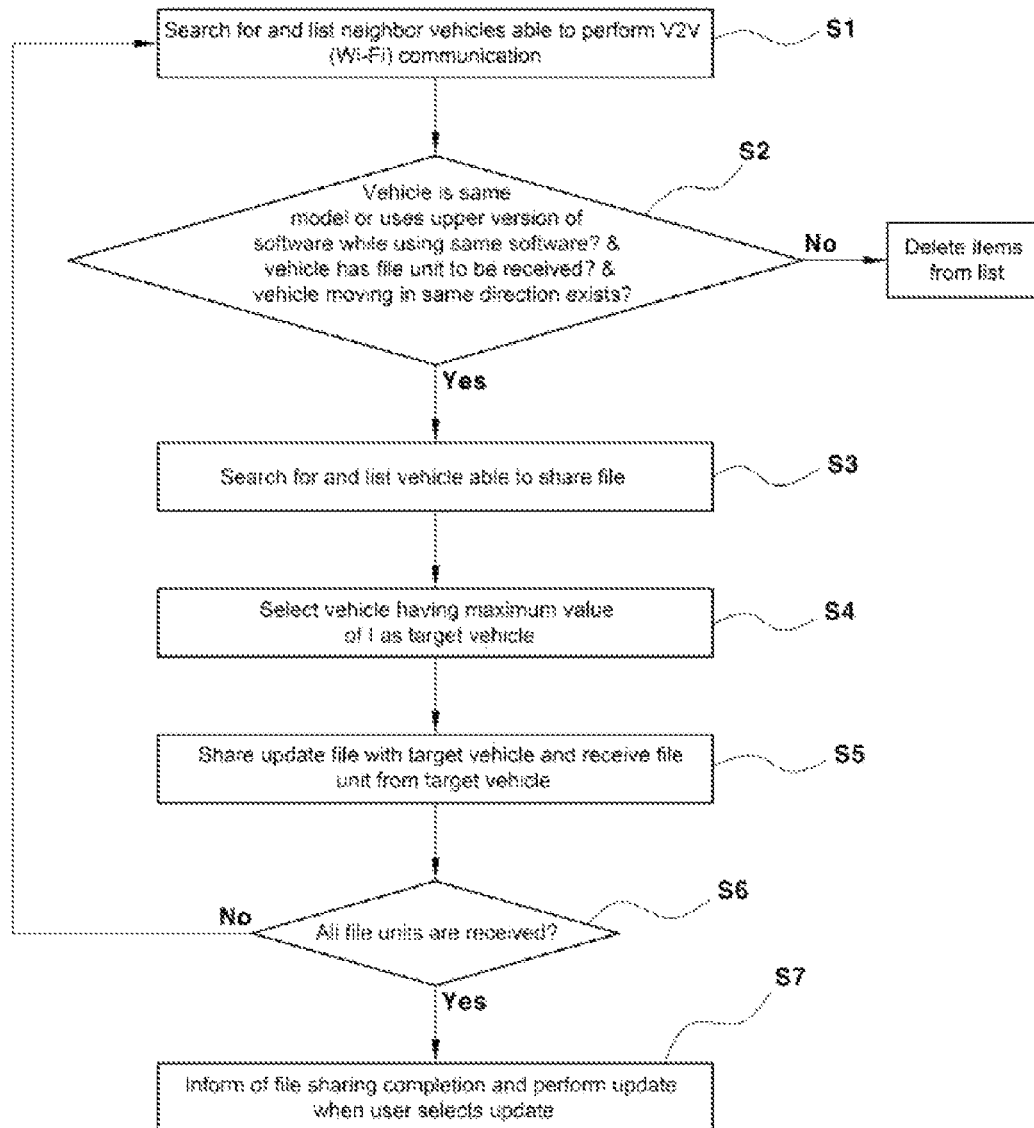 Search for and list neighbor vehicles able to perform V2V
(Wi-Fi) communication
S1
S2
Vehicle is same
model or uses upper version of
software while using same software? &
vehicle has file unit to be received? &
vehicle moving in same direction exists?
No
Delete items
from list
Yes
Search for and list vehicle able to share file
S3
Select vehicle having maximum value
of I as target vehicle
S4
Share update file with target vehicle and receive file
unit from target vehicle
S5
S6
No
All file units are received?
Yes
S7
Inform of file sharing completion and perform update
when user selects update